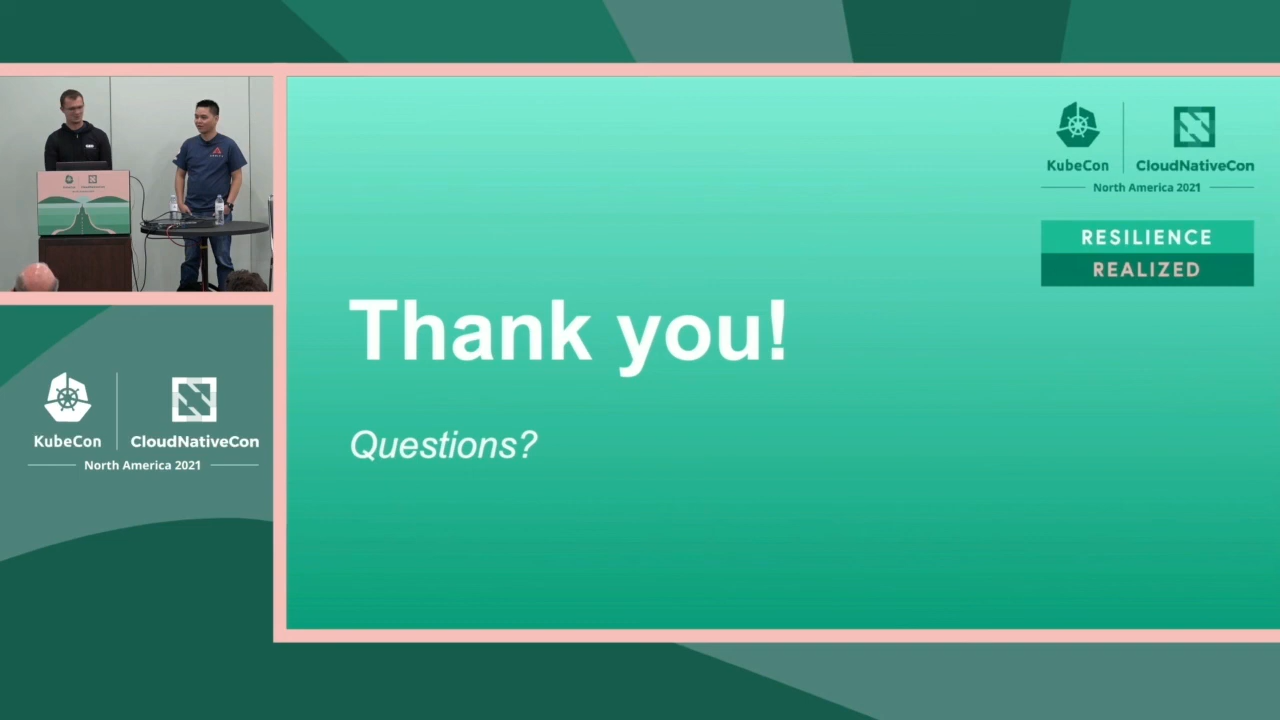 KubeCon
CloudNativeCon
North America 2021
Thank you!
Questions?
KubeCon
CloudNativeCon
North America 2021
RESILIENCE
REALIZED